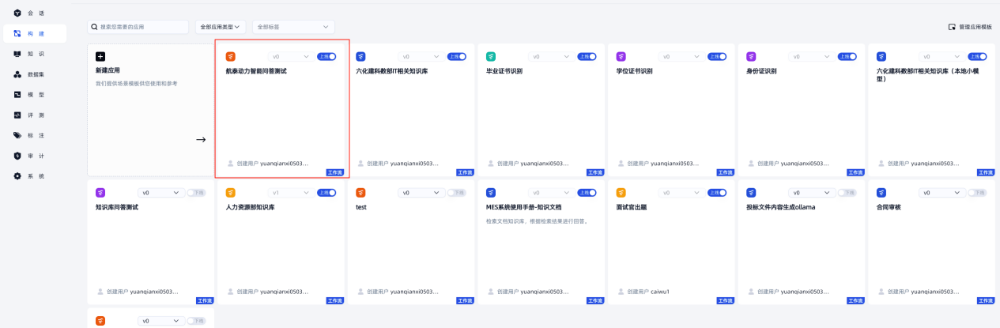 会 话
构 建
知 识
数据集
模 型
评 测
标 注
审 计
系 统
搜索您需要的应用
全部应用类型
全部标签
管理应用模板
新建应用
我们提供场景模板供您使用和参考
v0 上线
航泰动力智能问答测试
创建用户 yuanqianxi0503...
工作流
v0 上线
六化建科数部IT相关知识库
创建用户 yuanqianxi0503...
工作流
v0 上线
毕业证书识别
创建用户 yuanqianxi0503...
工作流
v0 上线
学位证书识别
创建用户 yuanqianxi0503...
工作流
v0 上线
身份证识别
创建用户 yuanqianxi0503...
工作流
v0 上线
六化建科数部IT相关知识库（本地小模
型）
创建用户 yuanqianxi0503...
工作流
v0 下线
知识库问答测试
创建用户 yuanqianxi0503...
工作流
v1 上线
人力资源部知识库
创建用户 yuanqianxi0503...
工作流
v0 下线
test
创建用户 yuanqianxi0503...
工作流
v0 上线
MES系统使用手册-知识文档
检索文档知识库，根据检索结果进行回答。
创建用户 yuanqianxi0503...
工作流
v0 上线
面试官出题
创建用户 caiwu1
工作流
v0 下线
投标文件内容生成ollama
创建用户 yuanqianxi0503...
工作流
v0 下线
合同审核
创建用户 yuanqianxi0503...
工作流
v0 下线